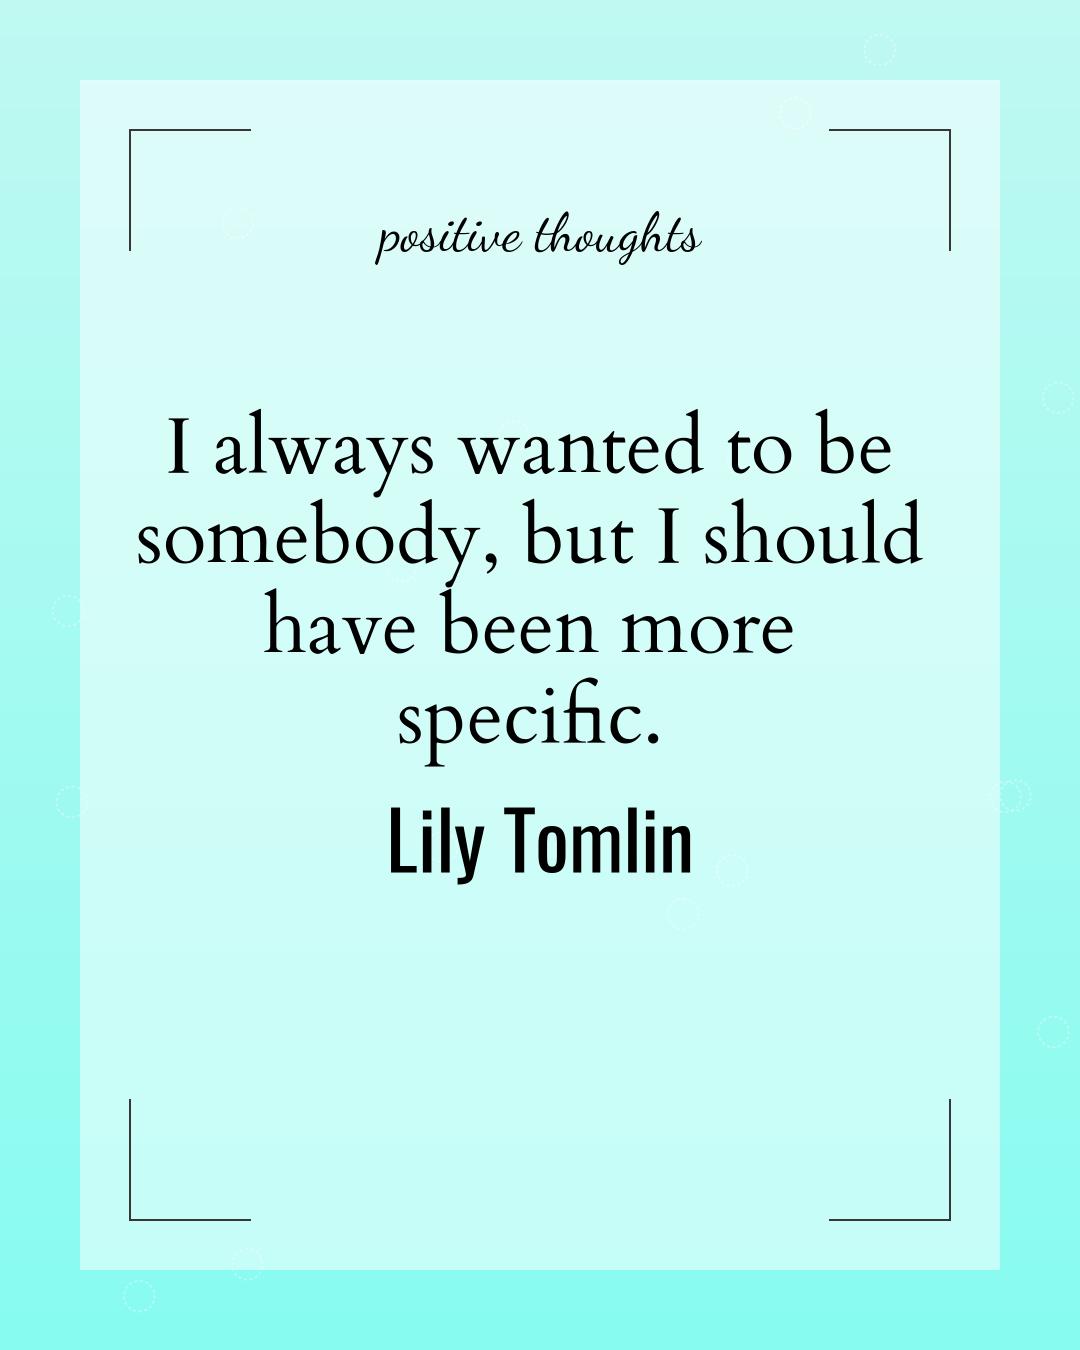 positive thoughts
I always wanted to be
somebody, but I should
have been more
specific.
Lily Tomlin